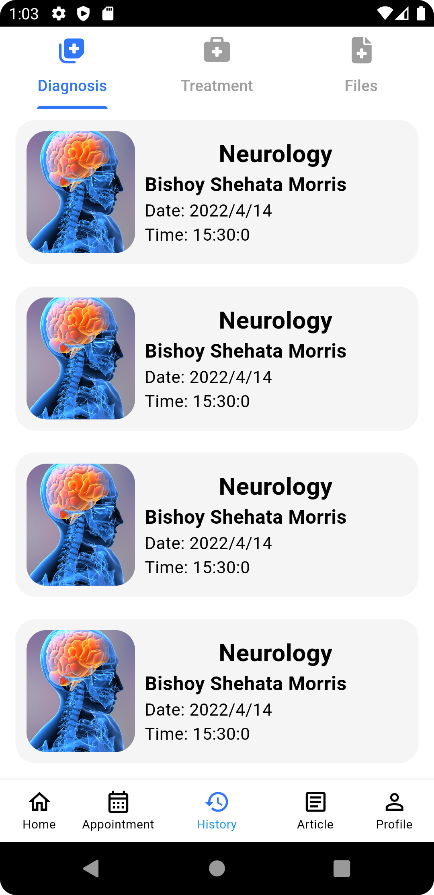 1:03
Diagnosis Treatment Files
Neurology
Bishoy Shehata Morris
Date: 2022/4/14
Time: 15:30:0
Neurology
Bishoy Shehata Morris
Date: 2022/4/14
Time: 15:30:0
Neurology
Bishoy Shehata Morris
Date: 2022/4/14
Time: 15:30:0
Neurology
Bishoy Shehata Morris
Date: 2022/4/14
Time: 15:30:0
Home Appointment History Article Profile